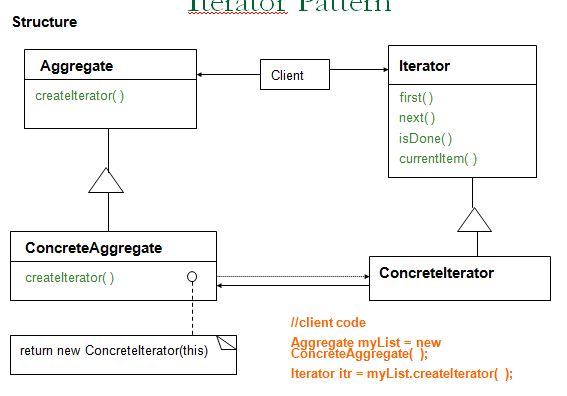 Iterator Pattern
Structure
Aggregate
createIterator( )
Client
Iterator
first( )
next( )
isDone( )
currentItem( )
ConcreteAggregate
createIterator( )
ConcreteIterator
return new ConcreteIterator(this)
//client code
Aggregate myList = new
ConcreteAggregate( );
Iterator itr = myList.createIterator( );